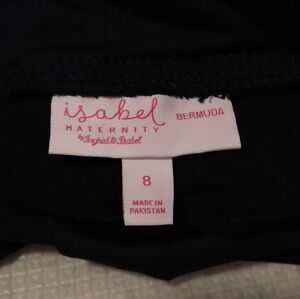 isabel
MATERNITY
by Ingrid & Isabel
BERMUDA
8
MADE IN
PAKISTAN